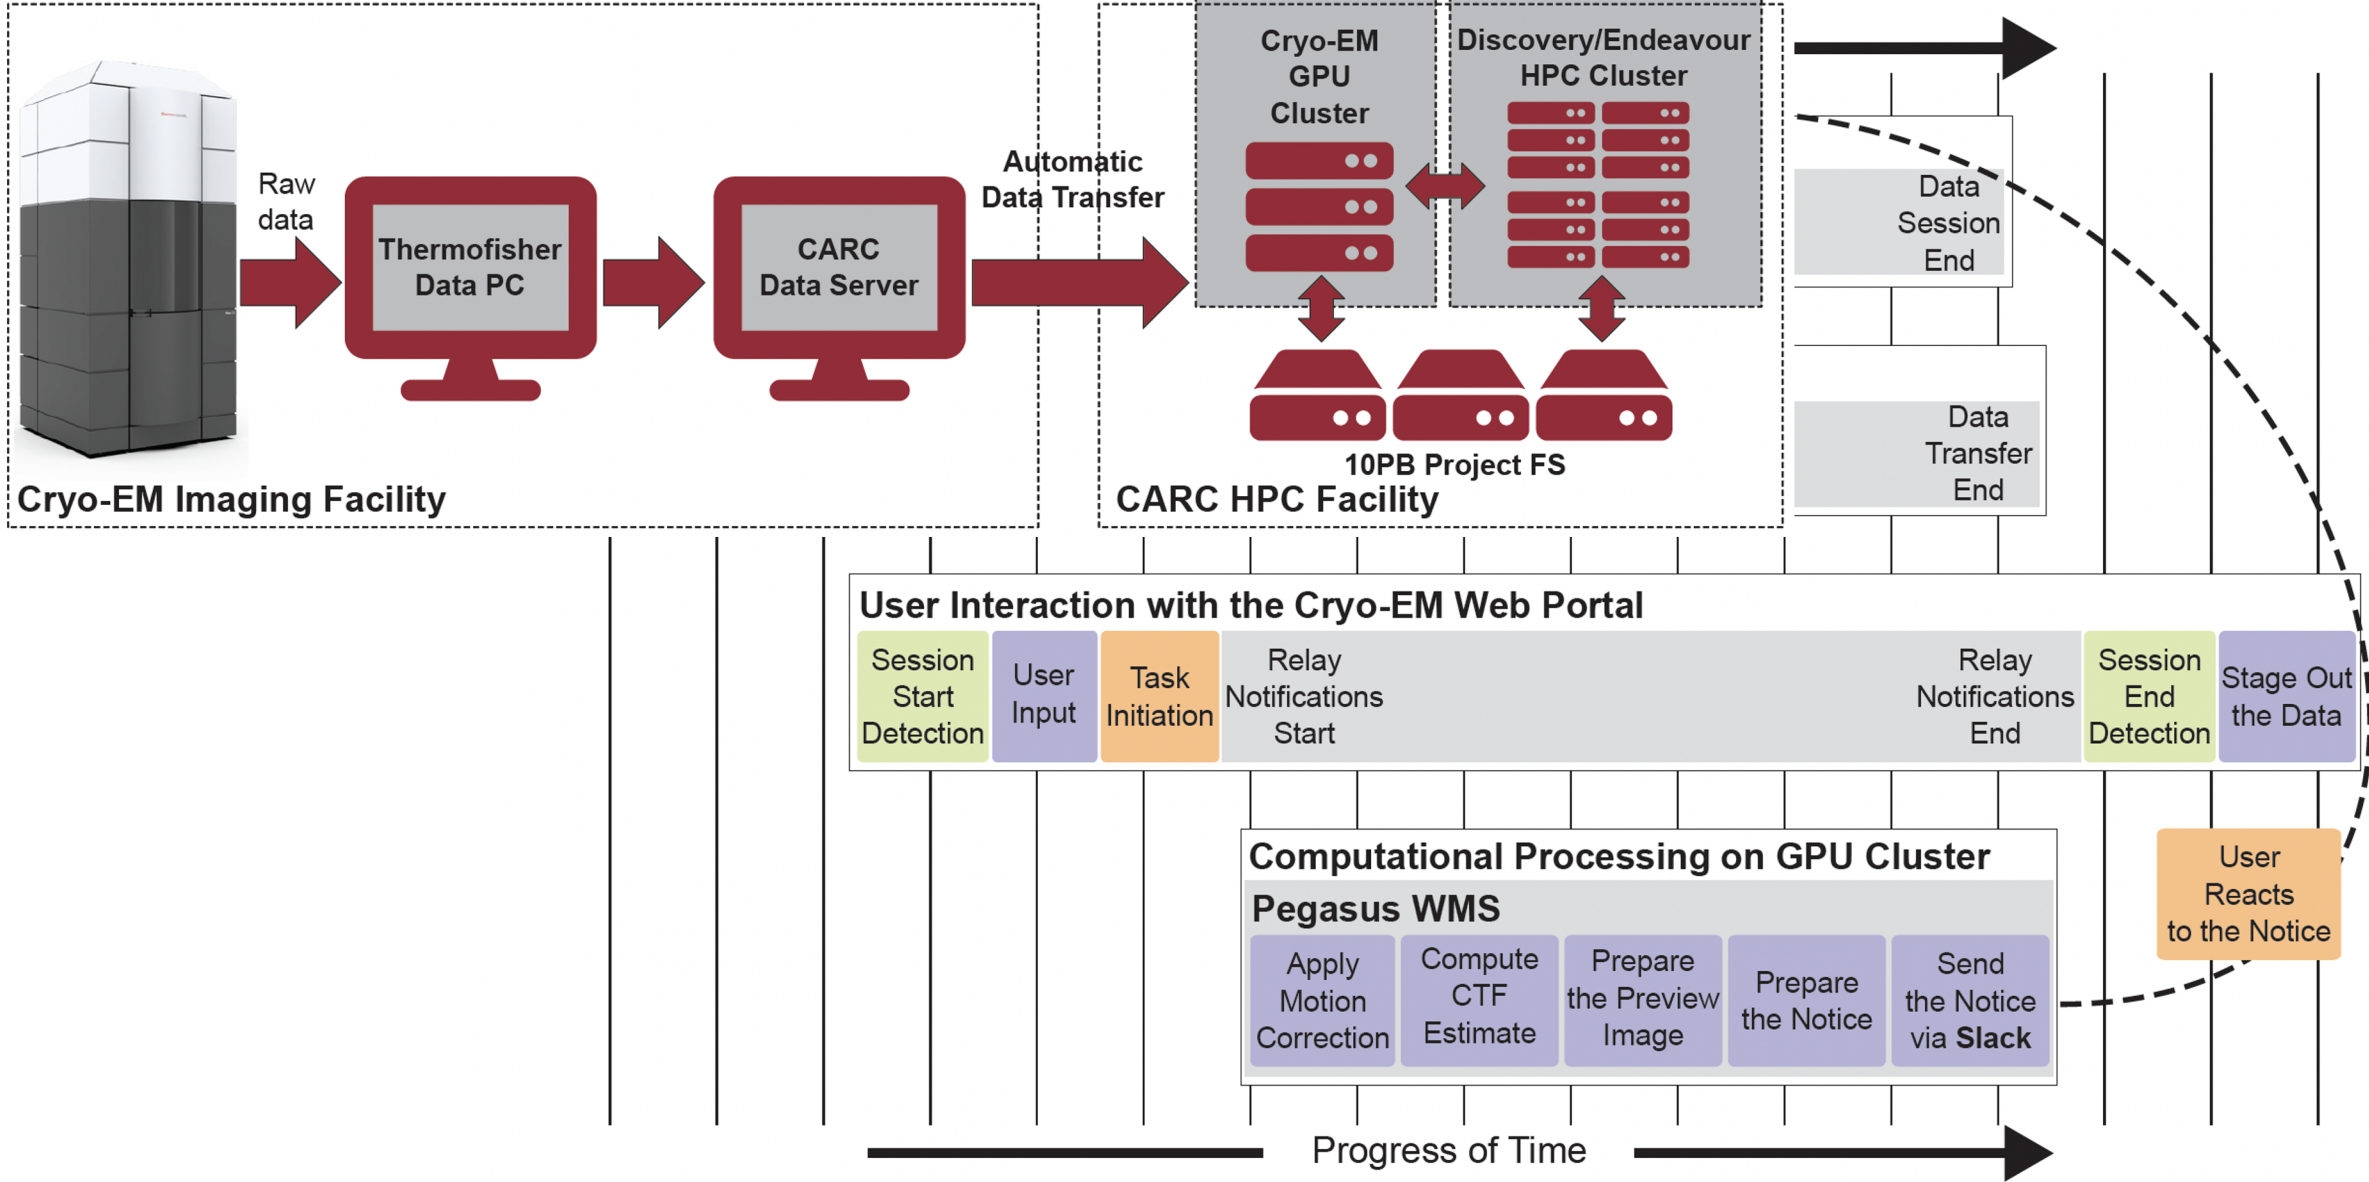 Cryo-EM
GPU
Cluster
Discovery/Endeavour
HPC Cluster
Raw
data
Thermofisher
Data PC
CARC
Data Server
Automatic
Data Transfer
10PB Project FS
Cryo-EM Imaging Facility
CARC HPC Facility
Data
Session
End
Data
Transfer
End
User Interaction with the Cryo-EM Web Portal
Session
Start
Detection
User
Input
Task
Initiation
Relay
Notifications
Start
Relay
Notifications
End
Session
End
Detection
Stage Out
the Data
Computational Processing on GPU Cluster
Pegasus WMS
Apply
Motion
Correction
Compute
CTF
Estimate
Prepare
the Preview
Image
Prepare
the Notice
Send
the Notice
via Slack
User
Reacts
to the Notice
Progress of Time